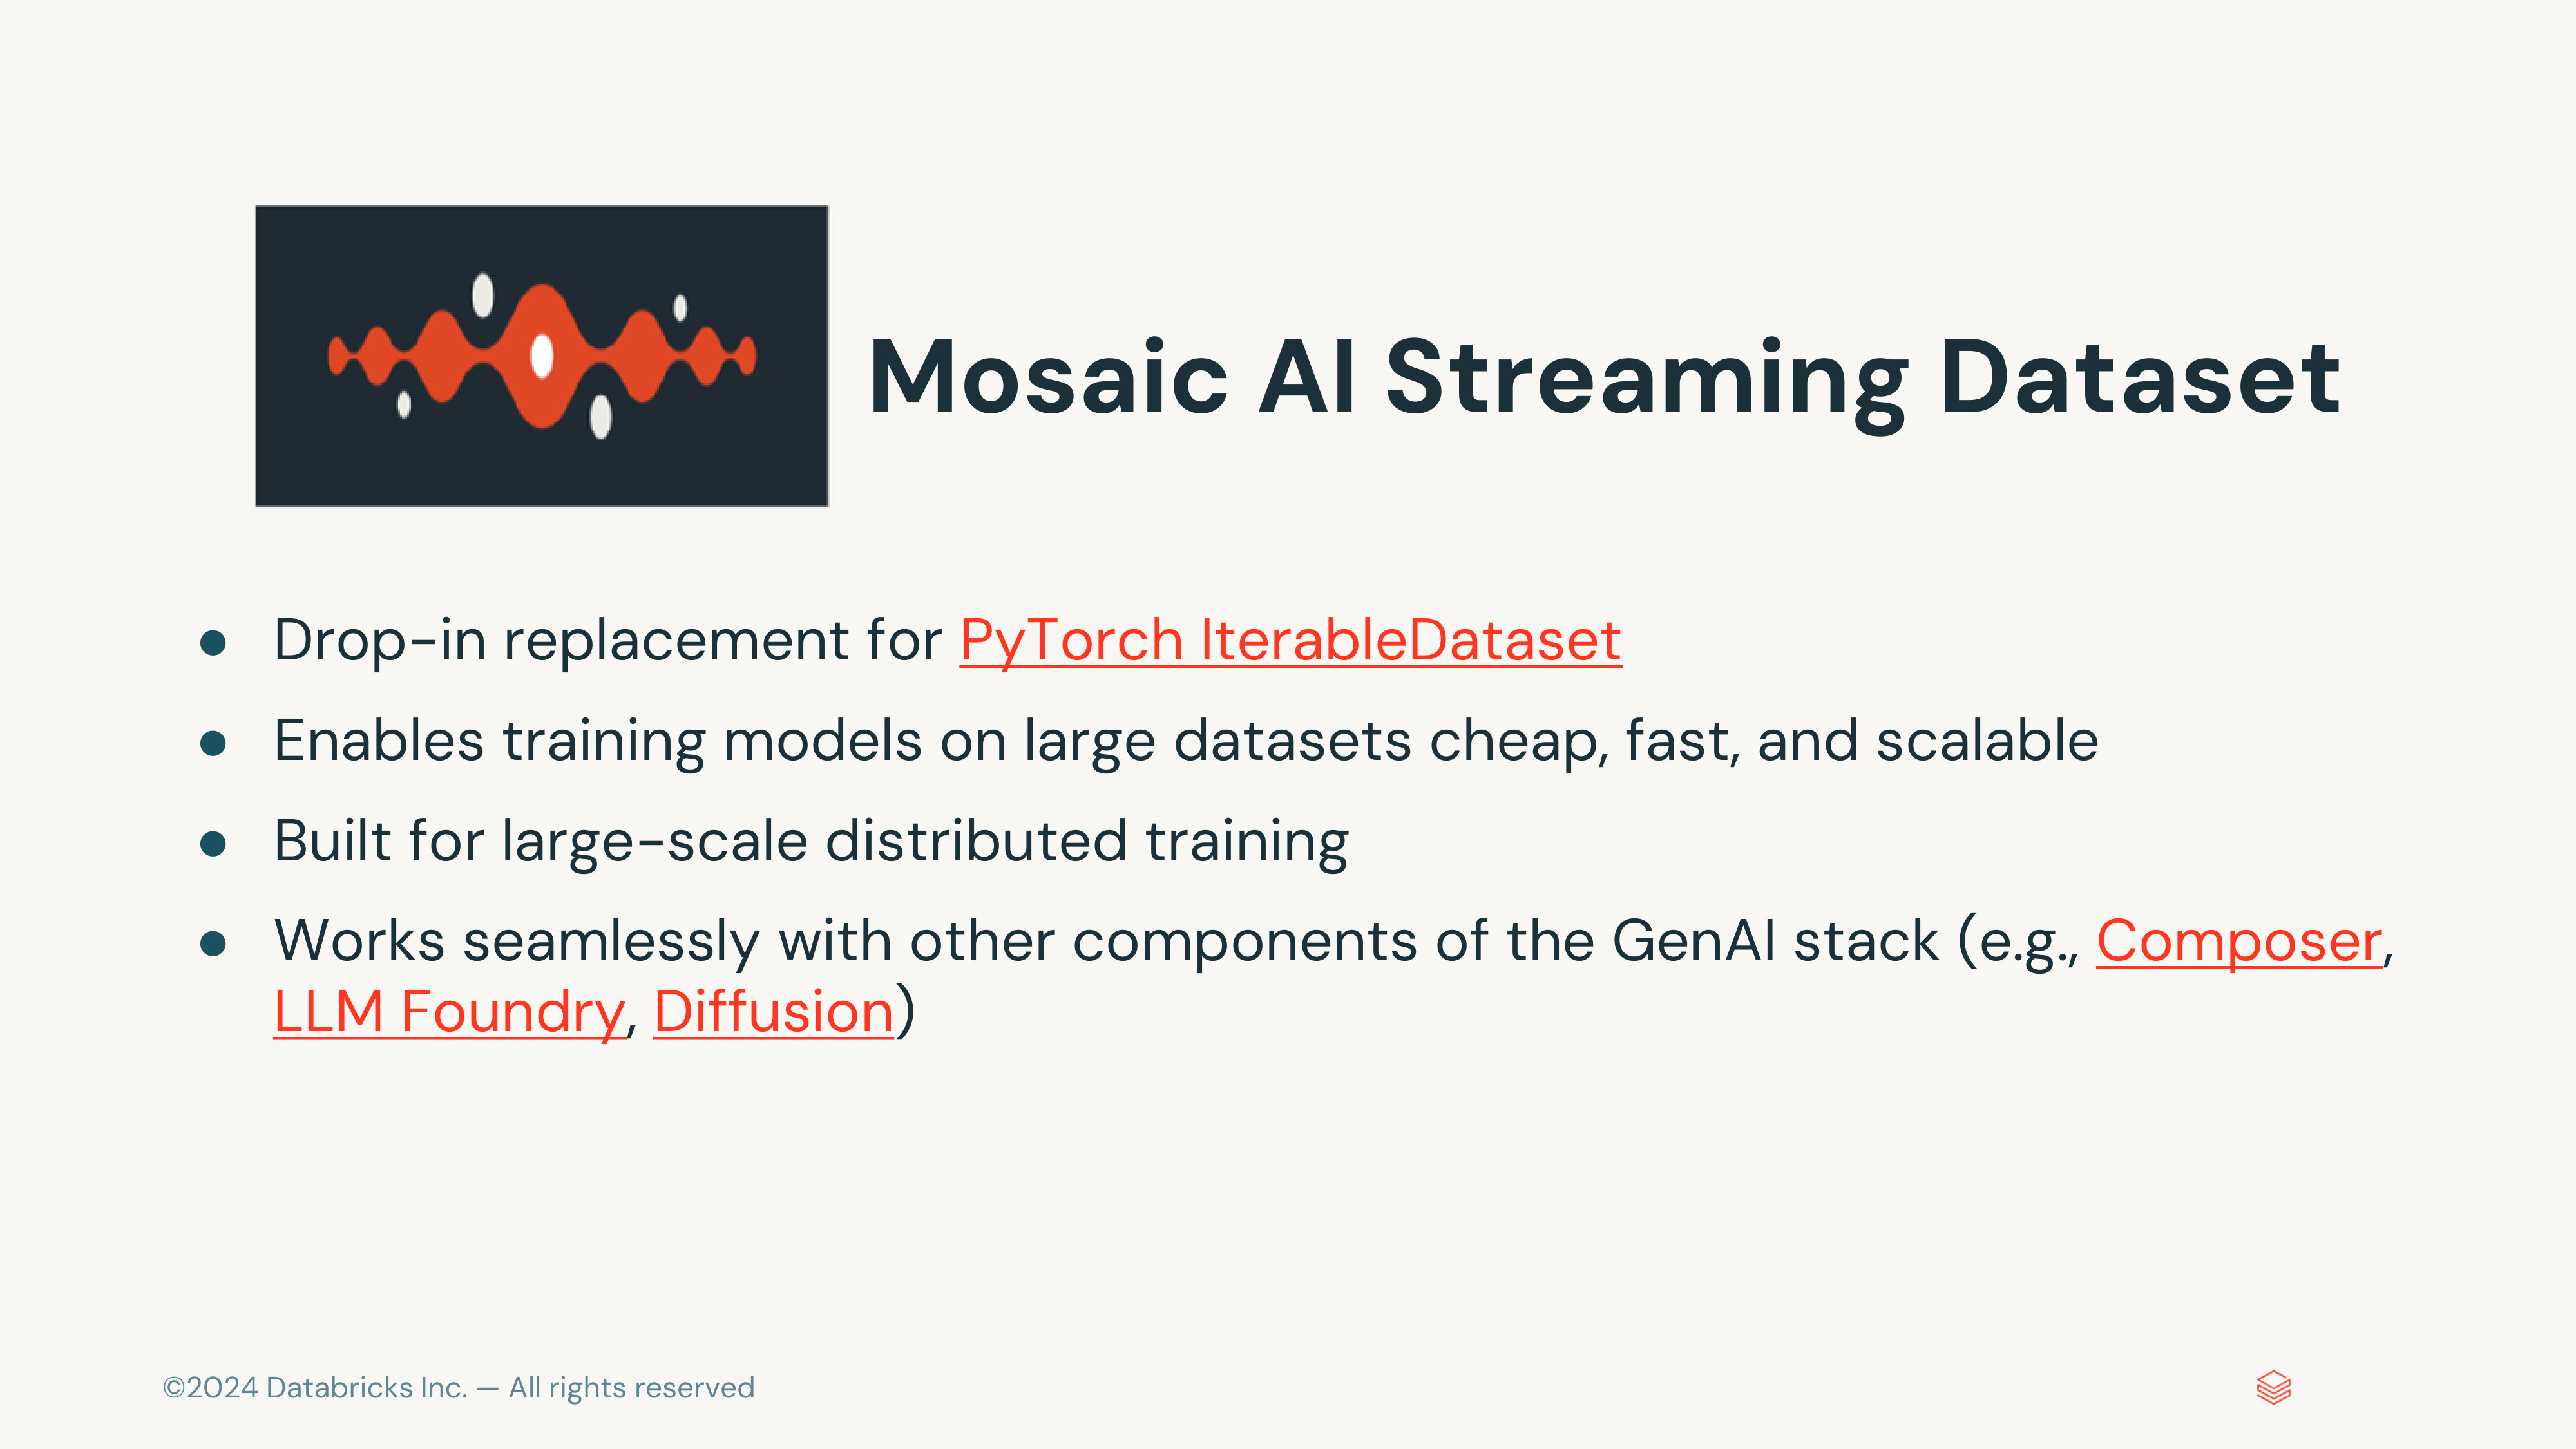 Mosaic AI Streaming Dataset
● Drop-in replacement for PyTorch IterableDataset
● Enables training models on large datasets cheap, fast, and scalable
● Built for large-scale distributed training
● Works seamlessly with other components of the GenAI stack (e.g., Composer,
LLM Foundry, Diffusion)
©2024 Databricks Inc. — All rights reserved